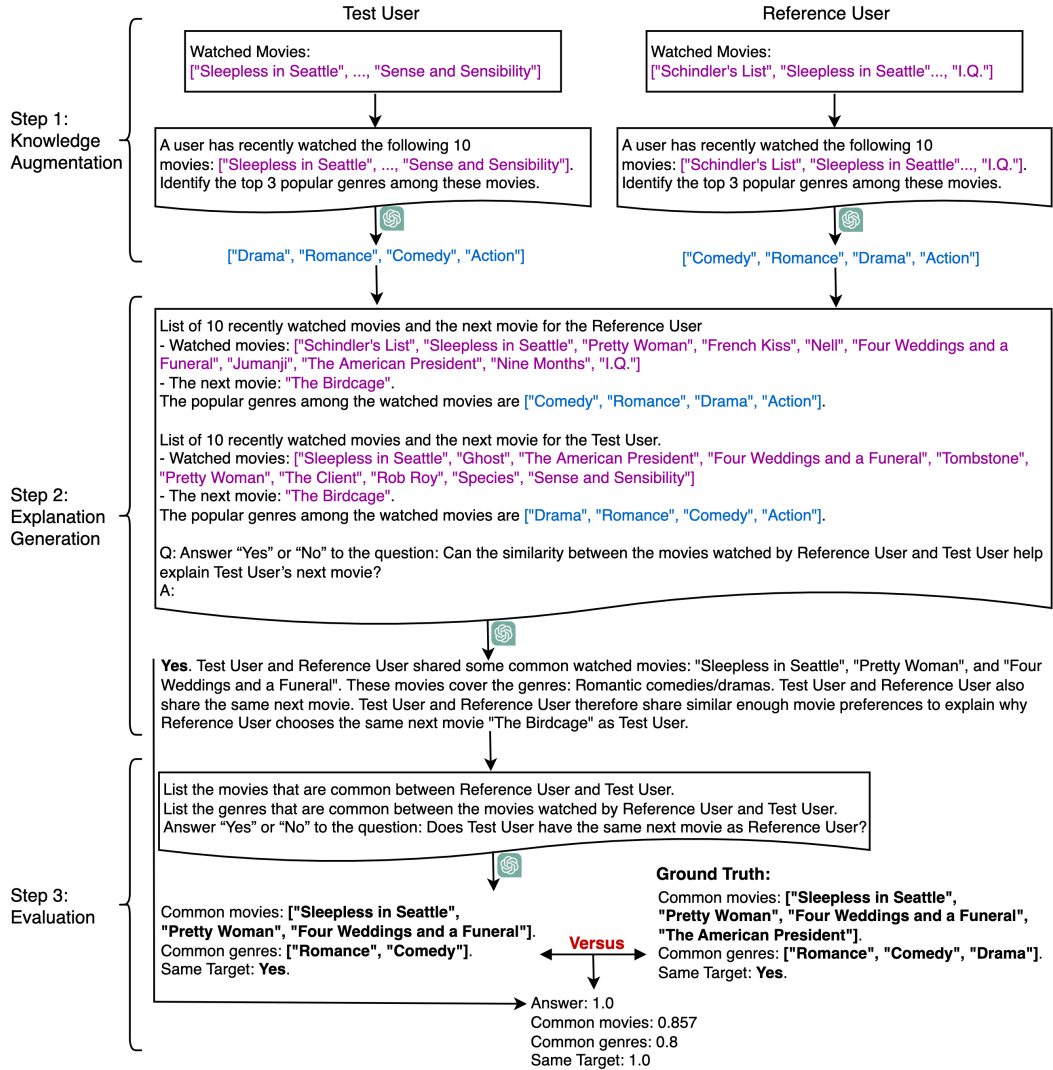 Test User
Reference User
Watched Movies:
["Sleepless in Seattle", ..., "Sense and Sensibility"]
Watched Movies:
["Schindler's List", "Sleepless in Seattle"..., "I.Q."]
Step 1:
Knowledge
Augmentation
A user has recently watched the following 10
movies: ["Sleepless in Seattle", ..., "Sense and Sensibility"].
Identify the top 3 popular genres among these movies.
A user has recently watched the following 10
movies: ["Schindler's List", "Sleepless in Seattle"..., "I.Q."].
Identify the top 3 popular genres among these movies.
["Drama", "Romance", "Comedy", "Action"]
["Comedy", "Romance", "Drama", "Action"]
Step 2:
Explanation
Generation
List of 10 recently watched movies and the next movie for the Reference User
- Watched movies: ["Schindler's List", "Sleepless in Seattle", "Pretty Woman", "French Kiss", "Nell", "Four Weddings and a
Funeral", "Jumanji", "The American President", "Nine Months", "I.Q."]
- The next movie: "The Birdcage".
The popular genres among the watched movies are ["Comedy", "Romance", "Drama", "Action"].
List of 10 recently watched movies and the next movie for the Test User.
- Watched movies: ["Sleepless in Seattle", "Ghost", "The American President", "Four Weddings and a Funeral", "Tombstone",
"Pretty Woman", "The Client", "Rob Roy", "Species", "Sense and Sensibility"]
- The next movie: "The Birdcage".
The popular genres among the watched movies are ["Drama", "Romance", "Comedy", "Action"].
Q: Answer “Yes” or “No” to the question: Can the similarity between the movies watched by Reference User and Test User help
explain Test User’s next movie?
A:
Yes. Test User and Reference User shared some common watched movies: "Sleepless in Seattle", "Pretty Woman", and "Four
Weddings and a Funeral". These movies cover the genres: Romantic comedies/dramas. Test User and Reference User also
share the same next movie. Test User and Reference User therefore share similar enough movie preferences to explain why
Reference User chooses the same next movie "The Birdcage" as Test User.
Step 3:
Evaluation
List the movies that are common between Reference User and Test User.
List the genres that are common between the movies watched by Reference User and Test User.
Answer “Yes” or “No” to the question: Does Test User have the same next movie as Reference User?
Common movies: ["Sleepless in Seattle",
"Pretty Woman", "Four Weddings and a Funeral"].
Common genres: ["Romance", "Comedy"].
Same Target: Yes.
Versus
Ground Truth:
Common movies: ["Sleepless in Seattle",
"Pretty Woman", "Four Weddings and a Funeral",
"The American President"].
Common genres: ["Romance", "Comedy", "Drama"].
Same Target: Yes.
Answer: 1.0
Common movies: 0.857
Common genres: 0.8
Same Target: 1.0